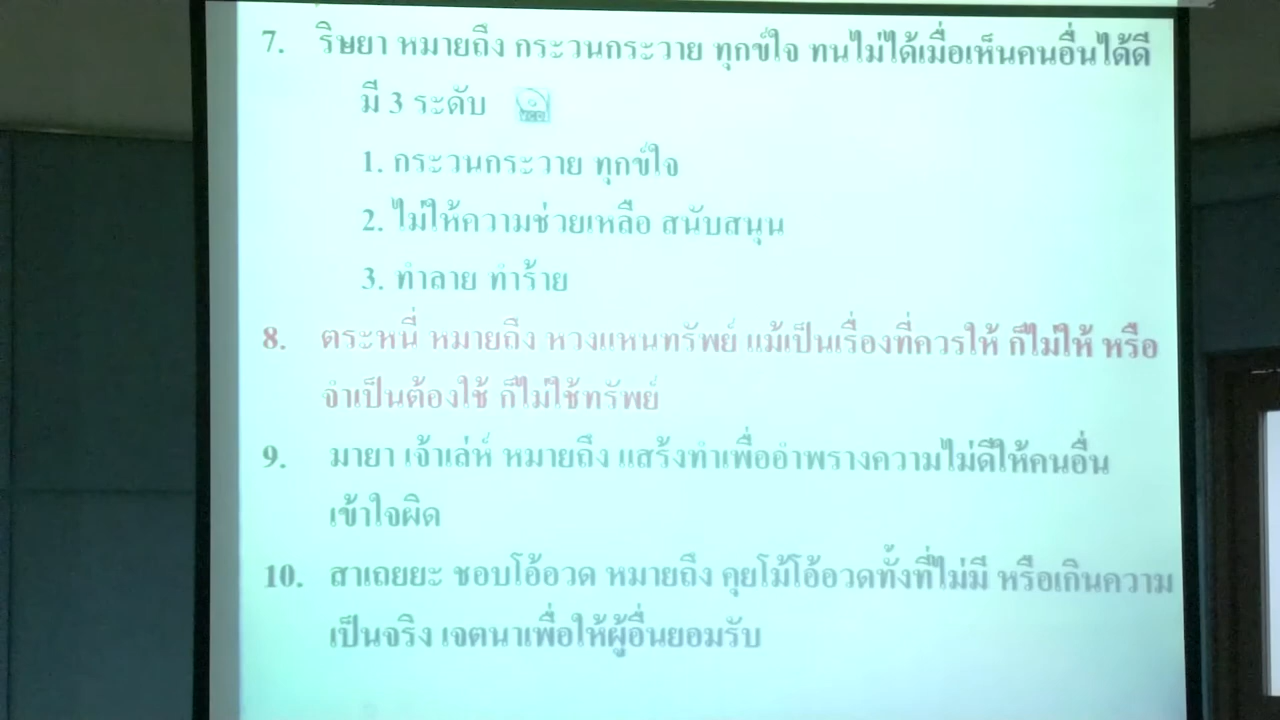 7. ริษยา หมายถึง กระวนกระวาย ทุกข์ใจ ทนไม่ได้เมื่อเห็นคนอื่นได้ดี
มี 3 ระดับ
1. กระวนกระวาย ทุกข์ใจ
2. ไม่ให้ความช่วยเหลือ สนับสนุน
3. ทำลาย ทำร้าย
8. ตระหนี่ หมายถึง หวงแหนทรัพย์ แม้เป็นเรื่องที่ควรให้ ก็ไม่ให้ หรือ
จำเป็นต้องใช้ ก็ไม่ใช้ทรัพย์
9. มายา เจ้าเล่ห์ หมายถึง แสร้งทำเพื่ออำพรางความไม่ดีให้คนอื่น
เข้าใจผิด
10. สาเถยยะ ชอบโอ้อวด หมายถึง คุยโม้โอ้อวดทั้งที่ไม่มี หรือเกินความ
เป็นจริง เจตนาเพื่อให้ผู้อื่นยอมรับ